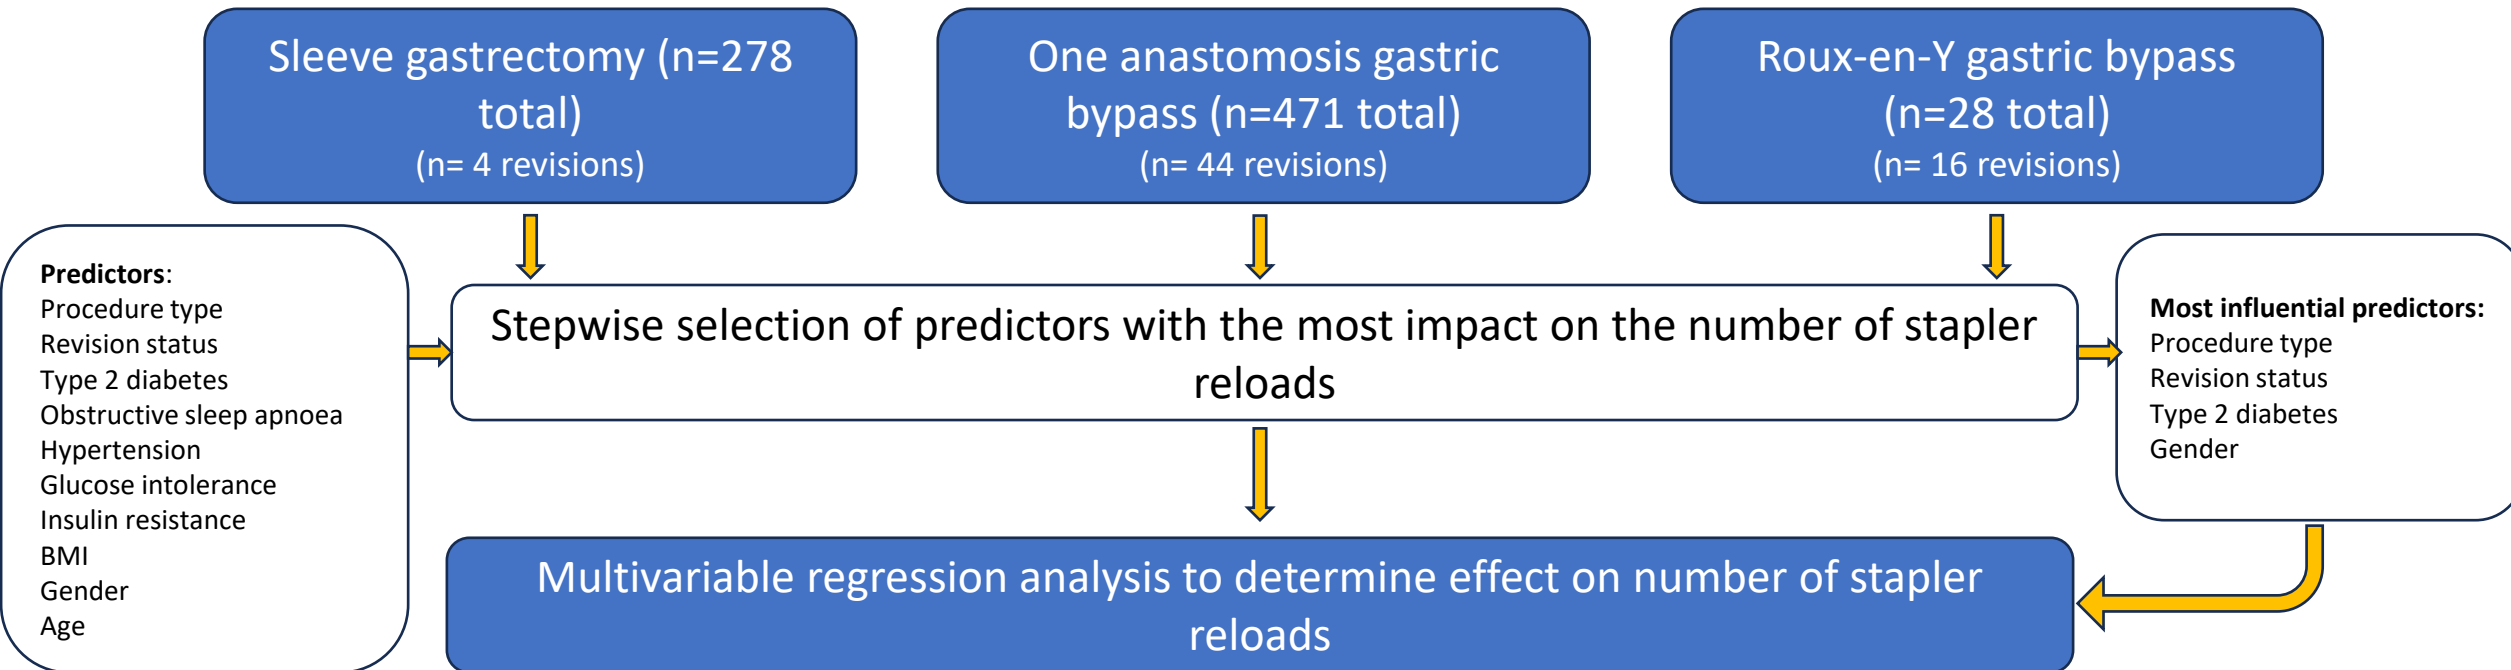 Sleeve gastrectomy (n=278
total)
(n= 4 revisions)
One anastomosis gastric
bypass (n=471 total)
(n= 44 revisions)
Roux-en-Y gastric bypass
(n=28 total)
(n= 16 revisions)
Predictors:
Procedure type
Revision status
Type 2 diabetes
Obstructive sleep apnoea
Hypertension
Glucose intolerance
Insulin resistance
BMI
Gender
Age
Stepwise selection of predictors with the most impact on the number of stapler
reloads
Most influential predictors:
Procedure type
Revision status
Type 2 diabetes
Gender
Multivariable regression analysis to determine effect on number of stapler
reloads